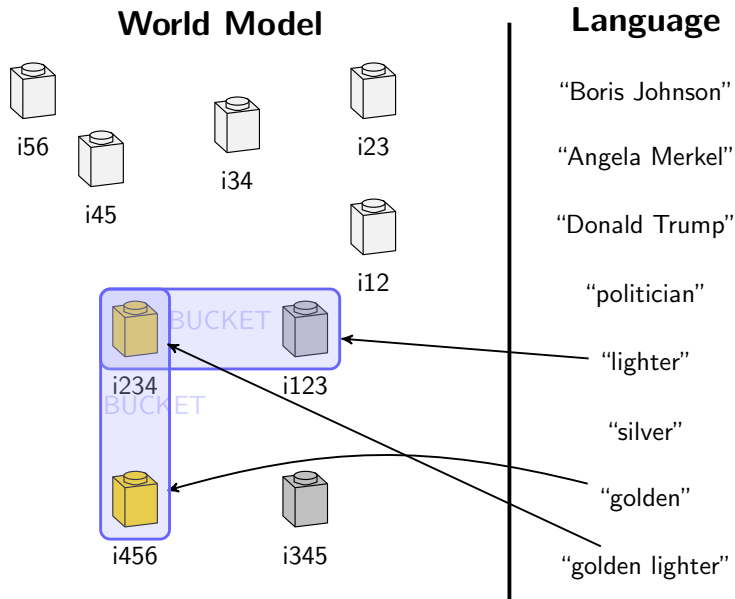 World Model
Language
i56
i45
i34
i23
i12
BUCKET
i234
i123
BUCKET
i456
i345
“Boris Johnson”
“Angela Merkel”
“Donald Trump”
“politician”
“lighter”
“silver”
“golden”
“golden lighter”